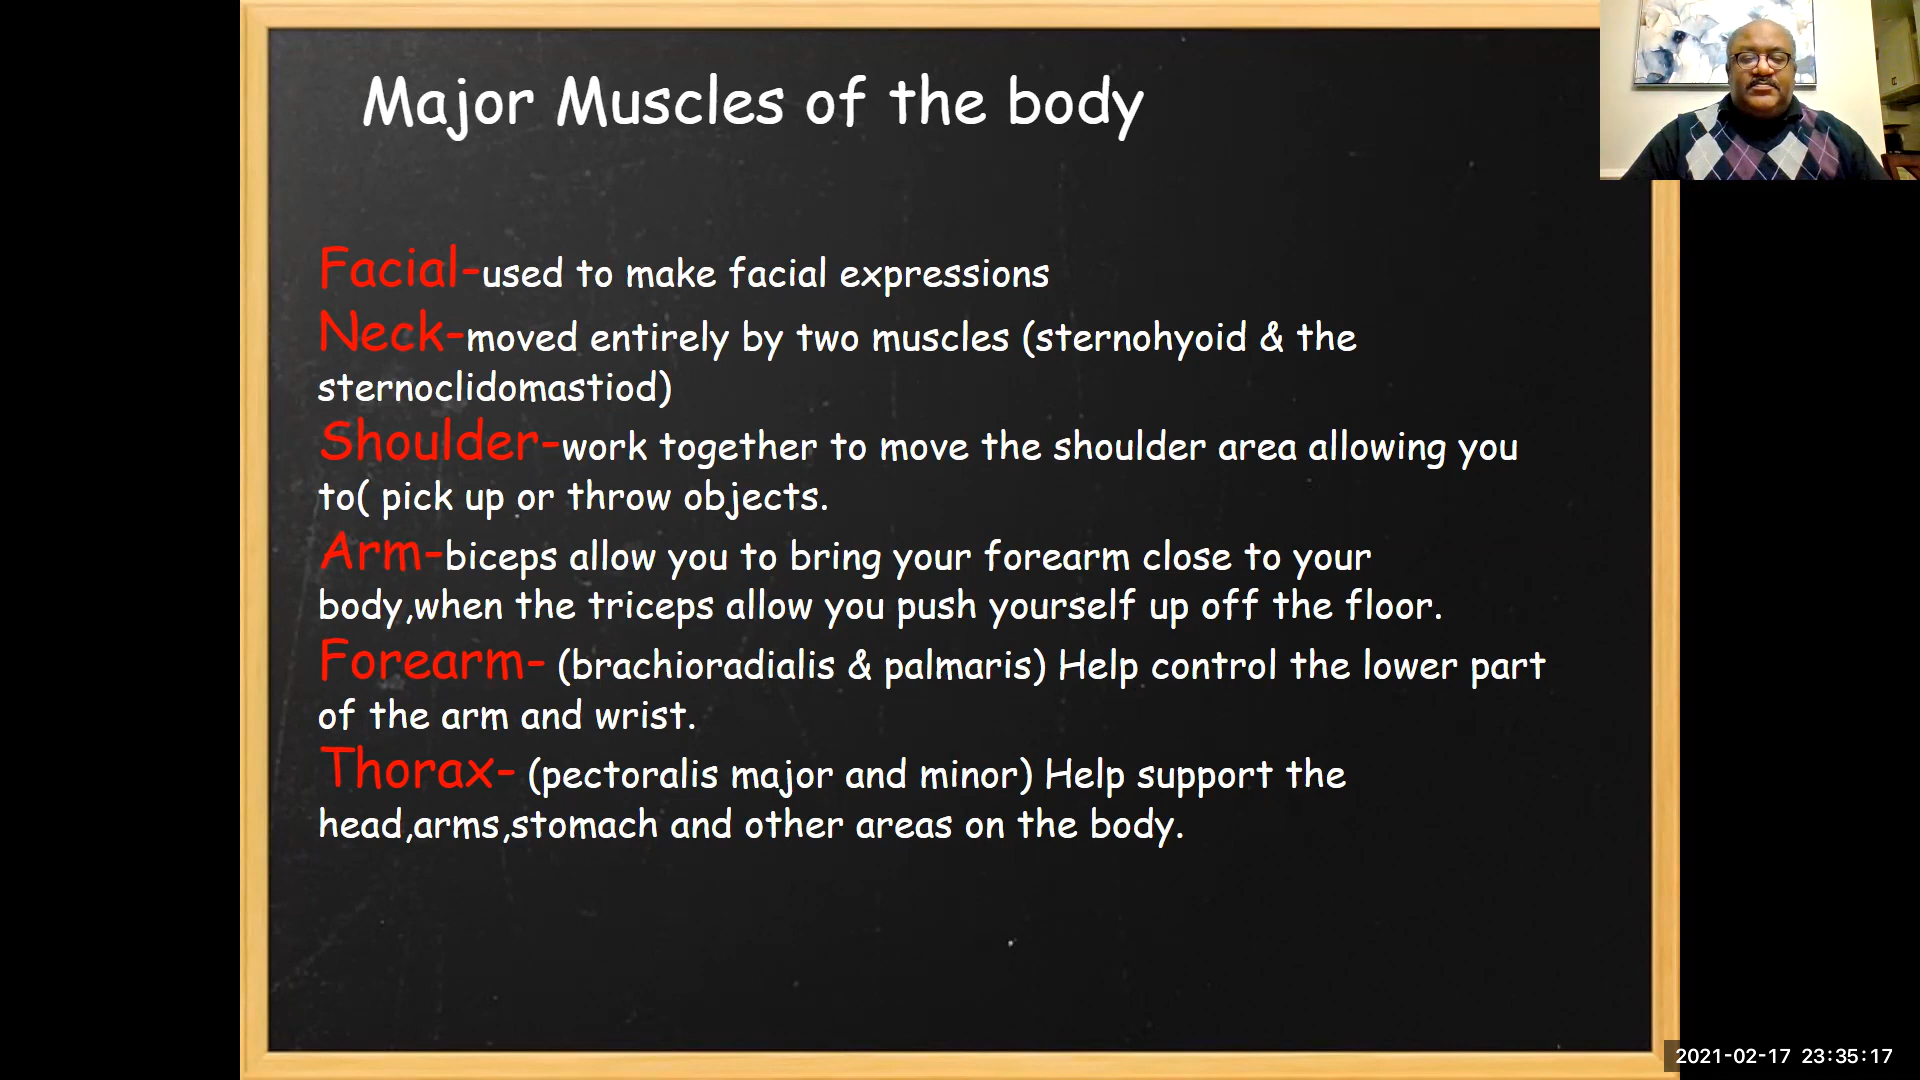 Major Muscles of the body
Facial-used to make facial expressions
Neck-moved entirely by two muscles (sternohyoid & the
sternoclidomastiod)
Shoulder-work together to move the shoulder area allowing you
to( pick up or throw objects.
Arm-biceps allow you to bring your forearm close to your
body,when the triceps allow you push yourself up off the floor.
Forearm- (brachioradialis & palmaris) Help control the lower part
of the arm and wrist.
Thorax- (pectoralis major and minor) Help support the
head,arms,stomach and other areas on the body.
2021-02-17 23:35:17